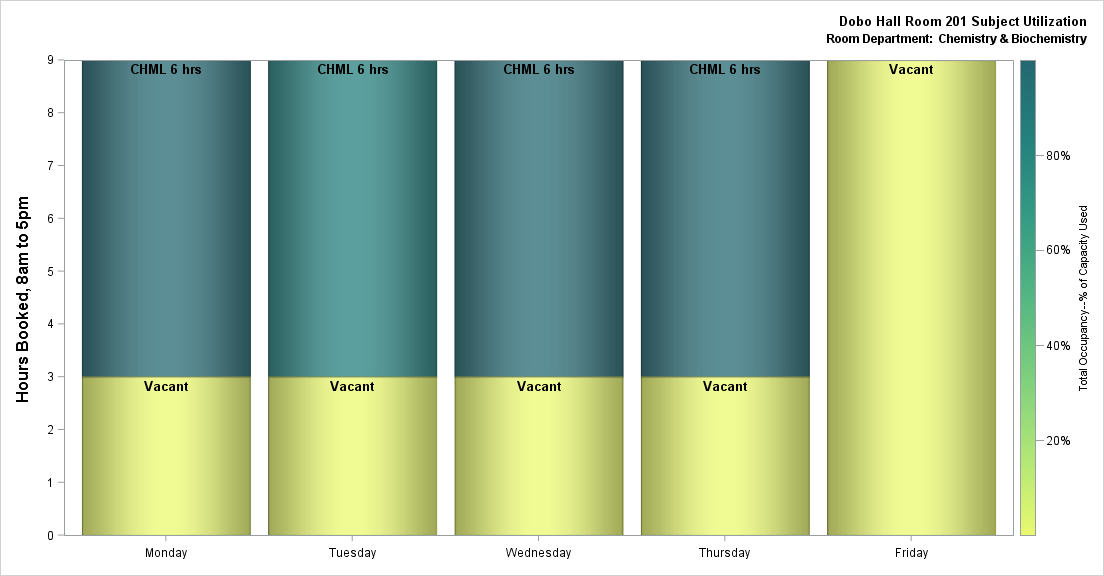 Dobo Hall Room 201 Subject Utilization
Room Department: Chemistry & Biochemistry
Hours Booked, 8am to 5pm
9
8
7
6
5
4
3
2
1
0
CHML 6 hrs
CHML 6 hrs
CHML 6 hrs
CHML 6 hrs
Vacant
Vacant
Vacant
Vacant
Vacant
Monday
Tuesday
Wednesday
Thursday
Friday
80%
60%
40%
20%
Total Occupancy--% of Capacity Used